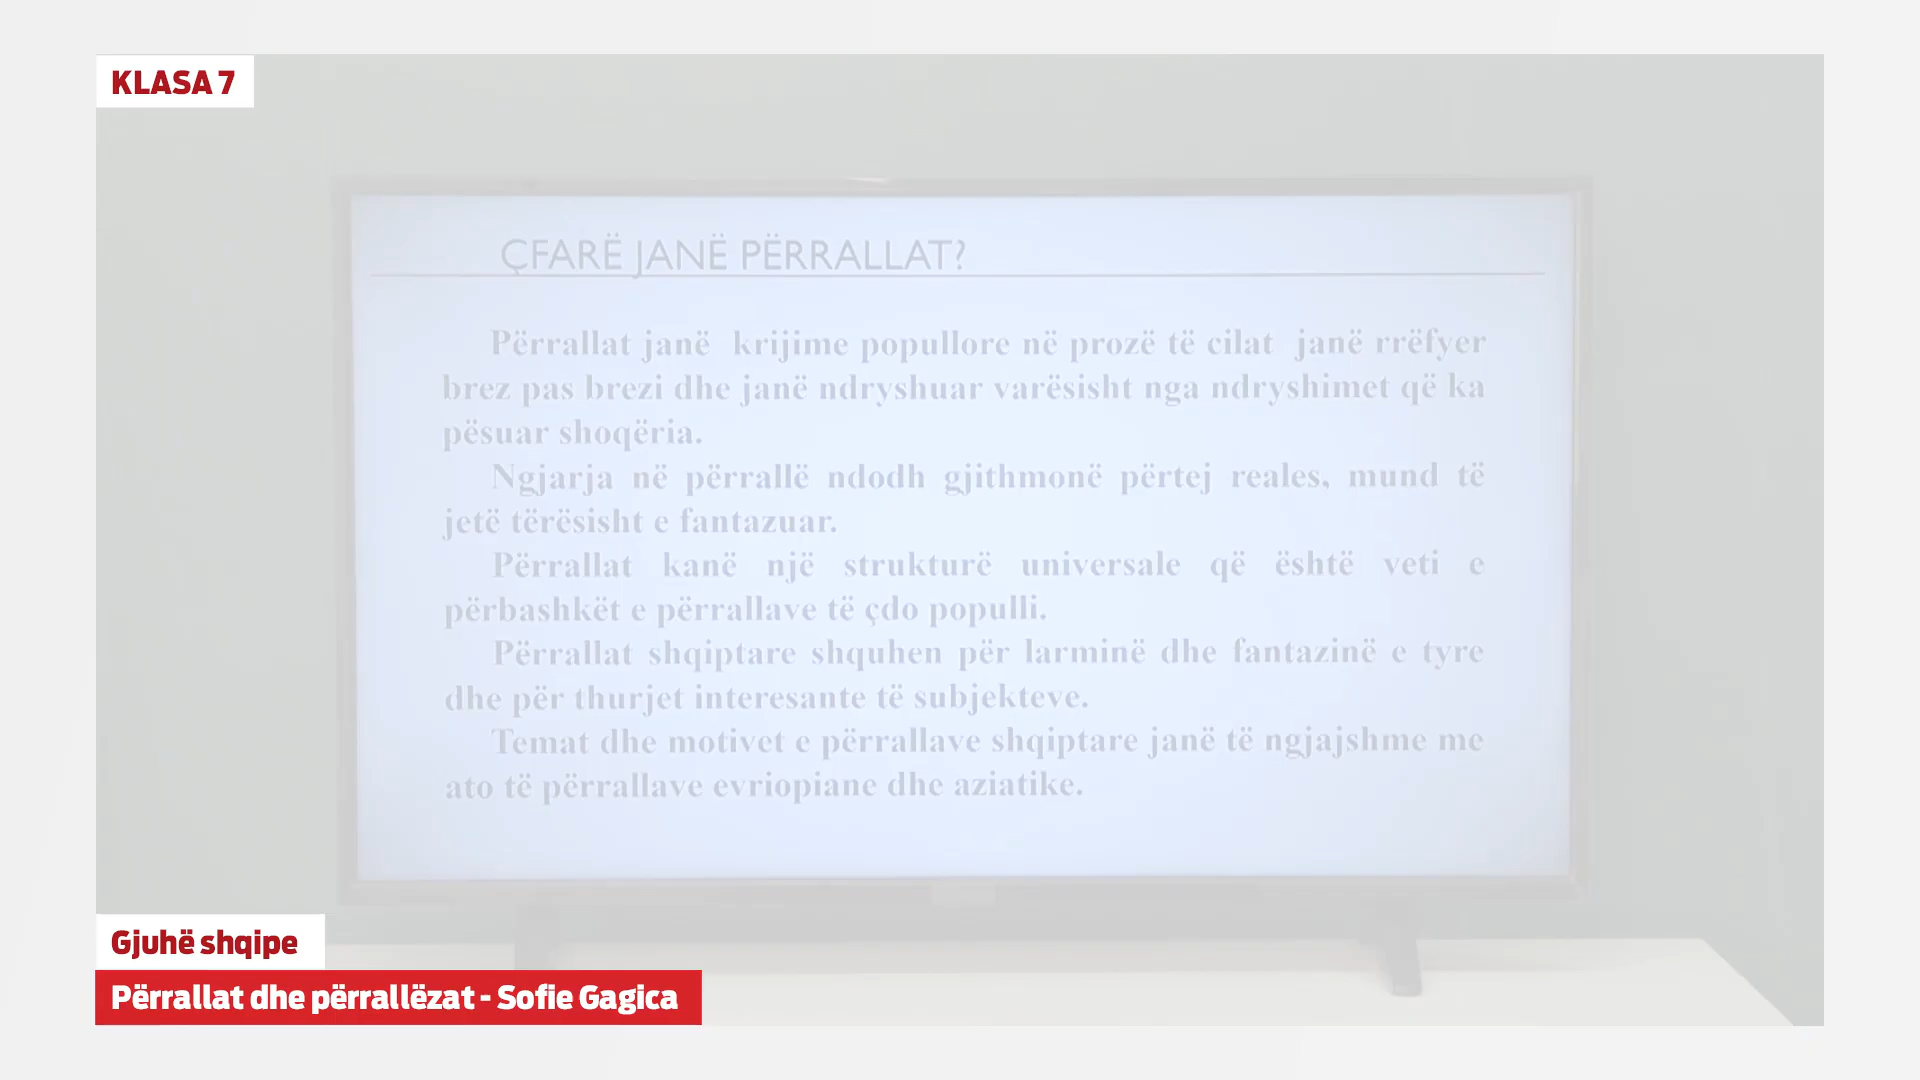 KLASA 7
ÇFARË JANË PËRRALLAT?
Përrallat janë krijime popullore në prozë të cilat janë rrëfyer
brez pas brezi dhe janë ndryshuar varësisht nga ndryshimet që ka
pësuar shoqëria.
Ngjarja në përrallë ndodh gjithmonë përtej reales, mund të
jetë tërësisht e fantazuar.
Përrallat kanë një strukturë universale që është veti e
përbashkët e përrallave të çdo populli.
Përrallat shqiptare shquhen për larminë dhe fantazinë e tyre
dhe për thurjet interesante të subjekteve.
Temat dhe motivet e përrallave shqiptare janë të ngjajshme me
ato të përrallave evriopiane dhe aziatike.
Gjuhë shqipe
Përrallat dhe përrallëzat - Sofie Gagica